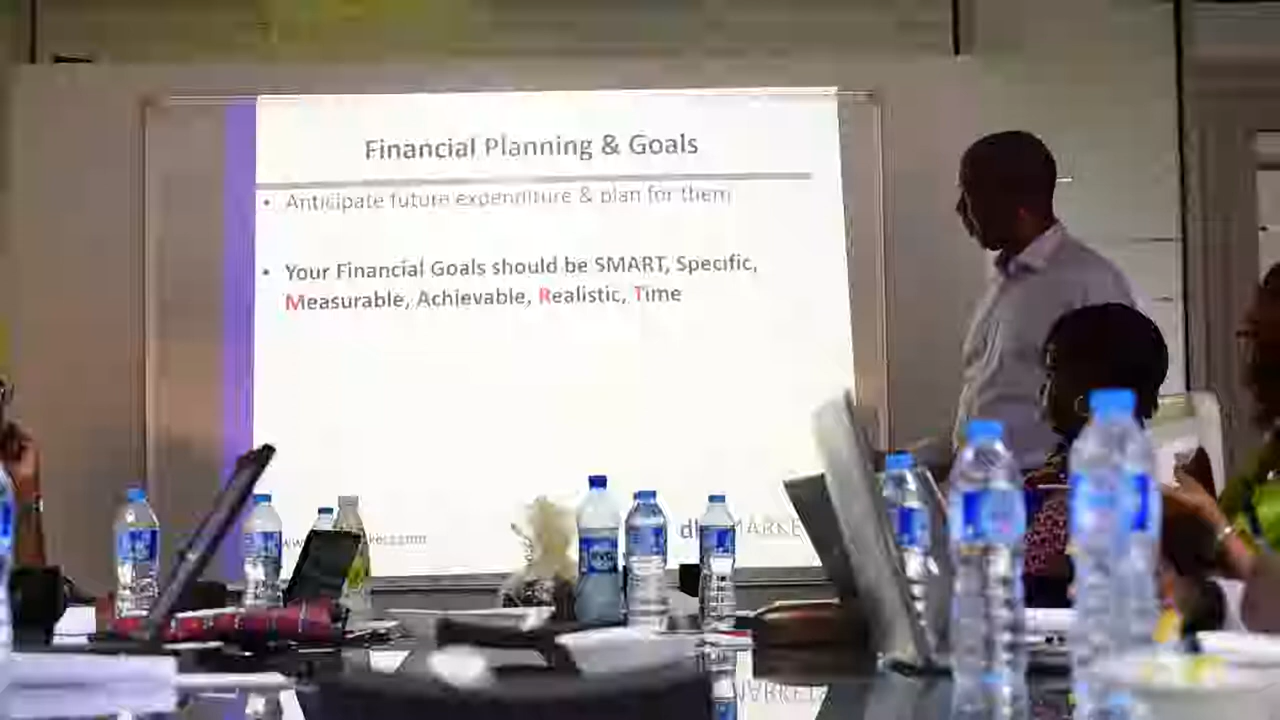 Financial Planning & Goals
• Anticipate future expenditure & plan for them
• Your Financial Goals should be SMART, Specific,
Measurable, Achievable, Realistic, Time